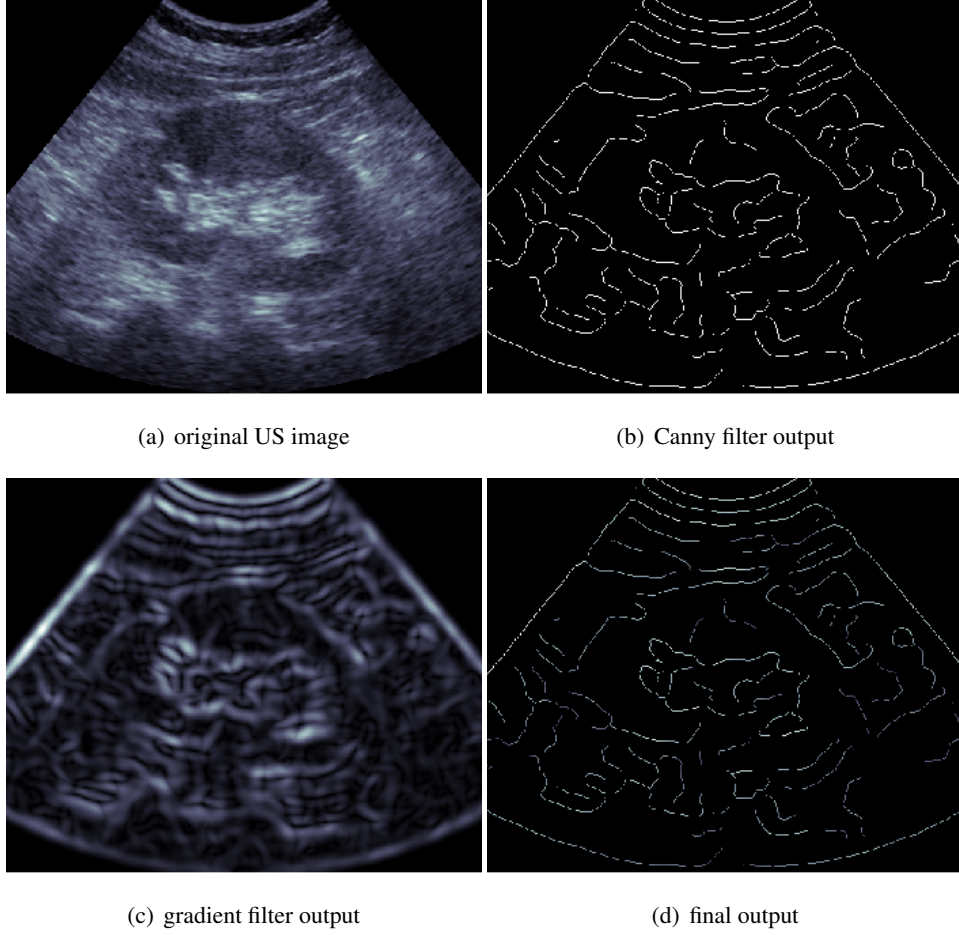 (a) original US image
(b) Canny filter output
(c) gradient filter output
(d) final output